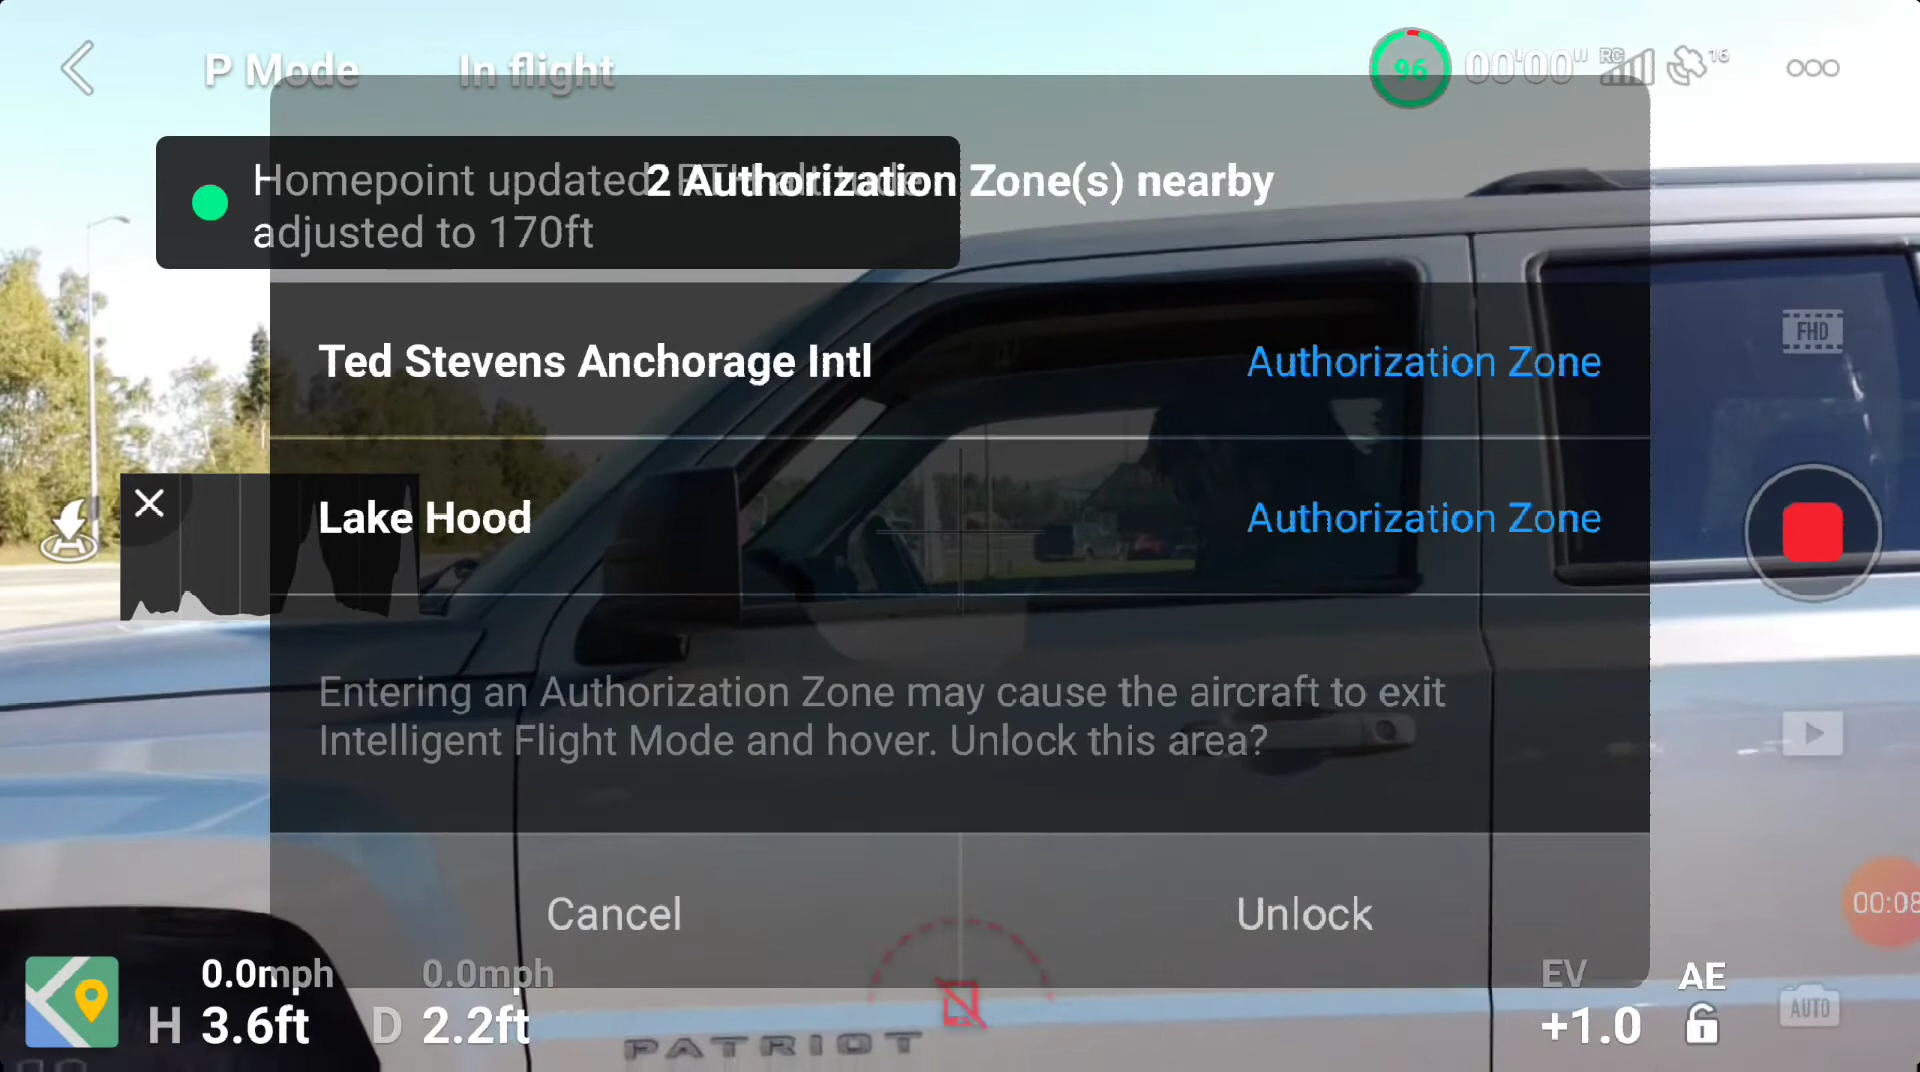 P Mode
In flight
96
00'00"
RC
16
Homepoint updated
adjusted to 170ft
2 Authorization Zone(s) nearby
Ted Stevens Anchorage Intl
Authorization Zone
Lake Hood
Authorization Zone
Entering an Authorization Zone may cause the aircraft to exit
Intelligent Flight Mode and hover. Unlock this area?
Cancel
Unlock
FHD
00:08
0.0mph
0.0mph
H 3.6ft
D 2.2ft
EV
+1.0
AE
AUTO
PATRIOT